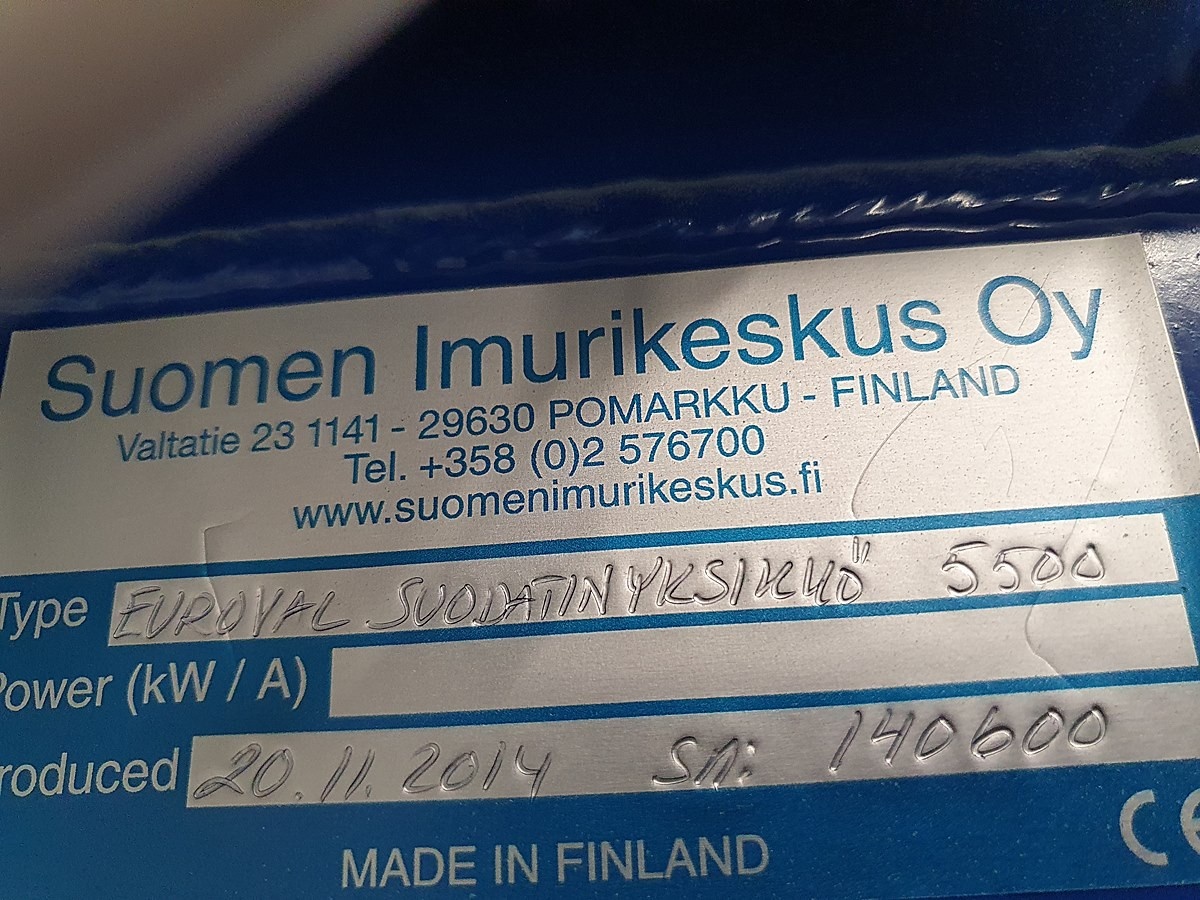 Suomen Imurikeskus Oy
Valtatie 23 1141 - 29630 POMARKKU - FINLAND
Tel. +358 (0)2 576700
www.suomenimurikeskus.fi
Type EUROVAL SUODATINYKSIKKÖ 5500
Power (kW / A)
roduced 20.11.2014 Sn: 140600
CE
MADE IN FINLAND